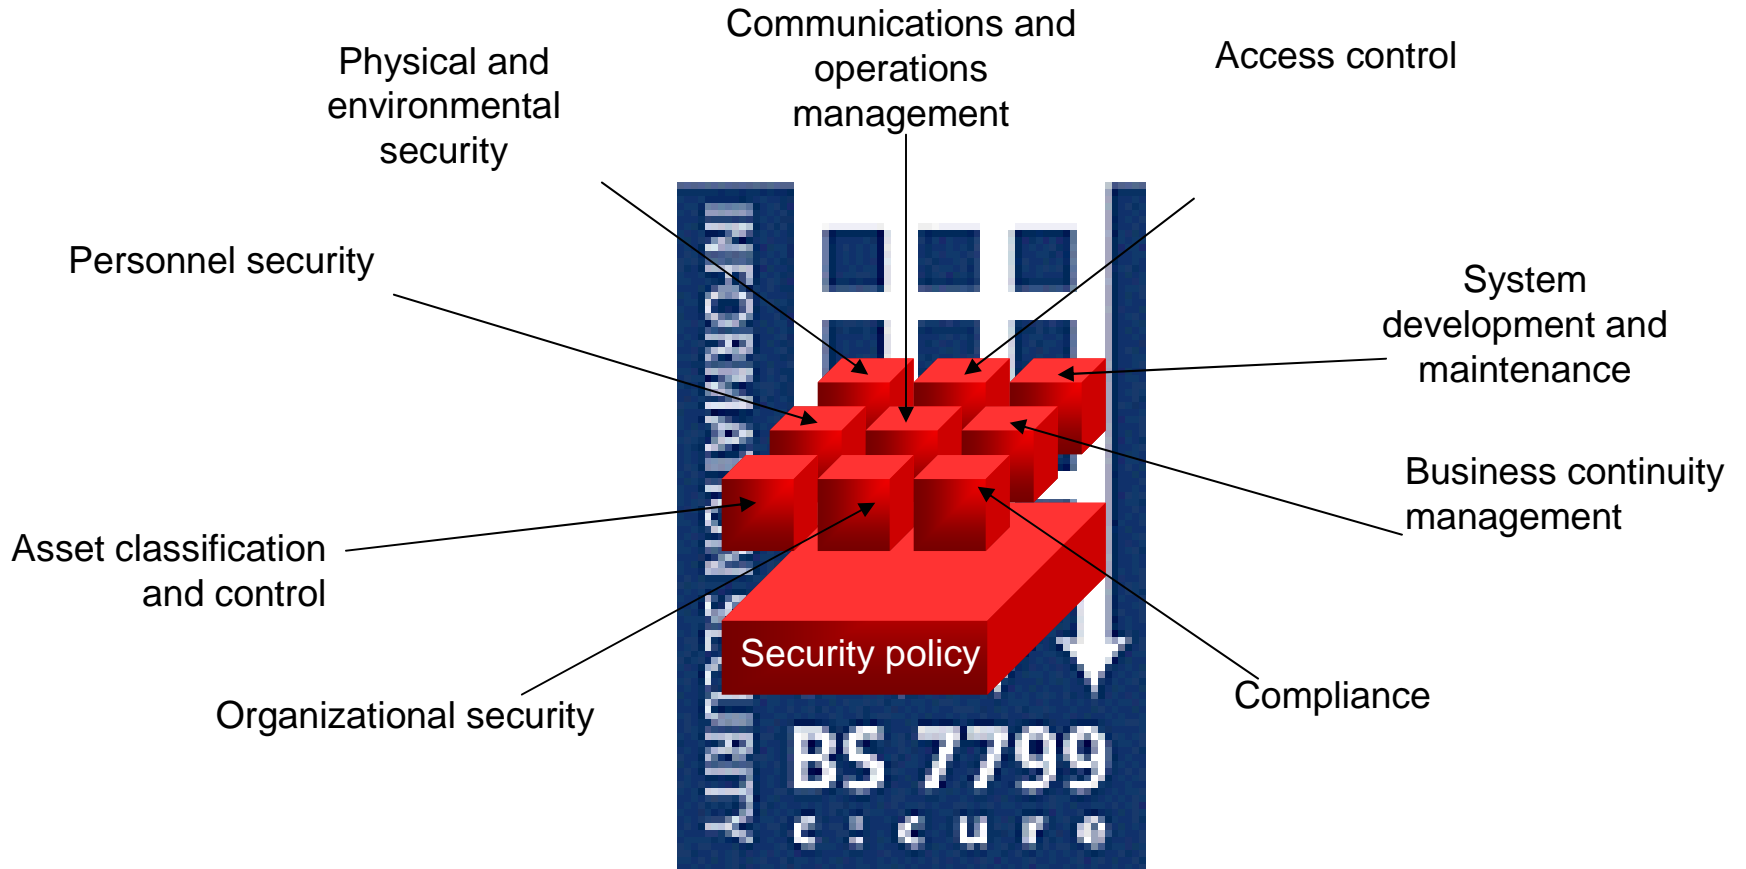 Communications and
operations
management
Access control
Physical and
environmental
security
Personnel security
System
development and
maintenance
Business continuity
management
Asset classification
and control
Organizational security
Security policy
Compliance
INFORMATION SECURITY
BS 7799
c:cure